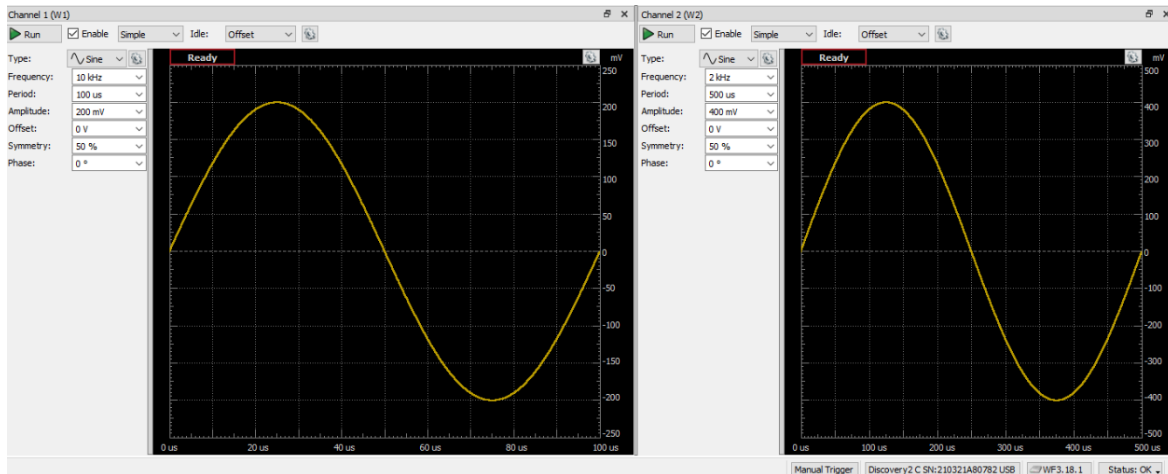 Channel 1 (W1)
Run Enable Simple Idle: Offset
Type: Sine
Frequency: 10 kHz
Period: 100 us
Amplitude: 200 mV
Offset: 0 V
Symmetry: 50 %
Phase: 0 °
Ready
mV
250
200
150
100
50
0
-50
-100
-150
-200
-250
0 us 20 us 40 us 60 us 80 us 100 us
Channel 2 (W2)
Run Enable Simple Idle: Offset
Type: Sine
Frequency: 2 kHz
Period: 500 us
Amplitude: 400 mV
Offset: 0 V
Symmetry: 50 %
Phase: 0 °
Ready
mV
500
400
300
200
100
0
-100
-200
-300
-400
-500
0 us 100 us 200 us 300 us 400 us 500 us
Manual Trigger Discovery2 C SN:210321A80782 USB WF3.18.1 Status: OK